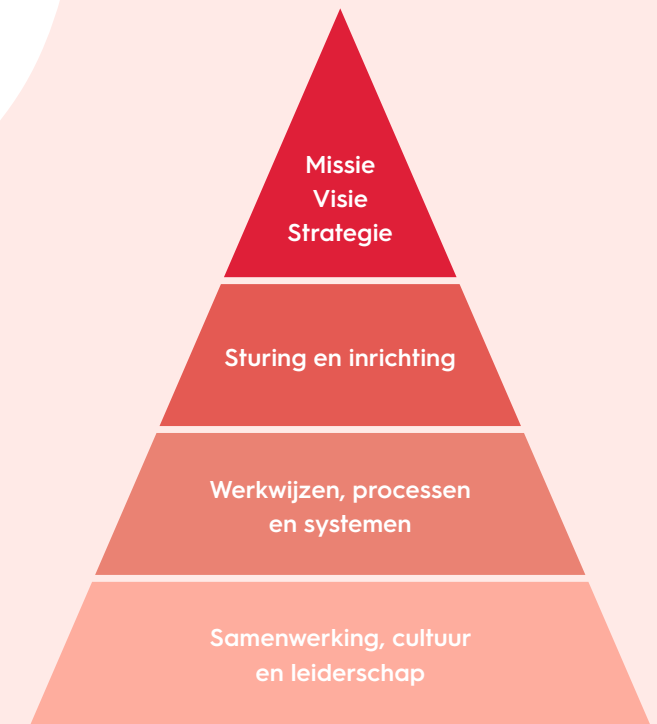 Missie
Visie
Strategie
Sturing en inrichting
Werkwijzen, processen
en systemen
Samenwerking, cultuur
en leiderschap